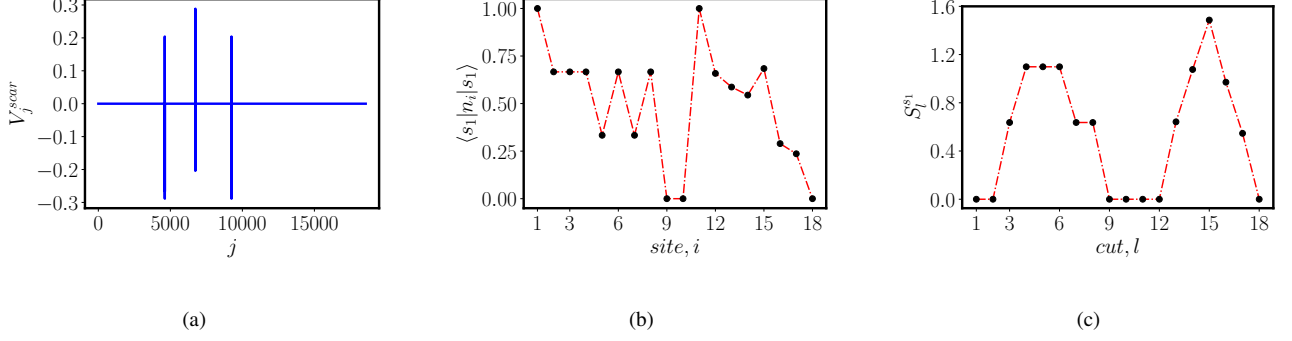 0.3
0.2
0.1
0.0
−0.1
−0.2
−0.3
0 5000 10000 15000
j
V_j^{scar}
(a)
1.00
0.75
0.50
0.25
0.00
1 3 6 9 12 15 18
site, i
⟨s_1|n_i|s_1⟩
(b)
1.6
1.2
0.8
0.4
0.0
1 3 6 9 12 15 18
cut, l
S_l^{s_1}
(c)